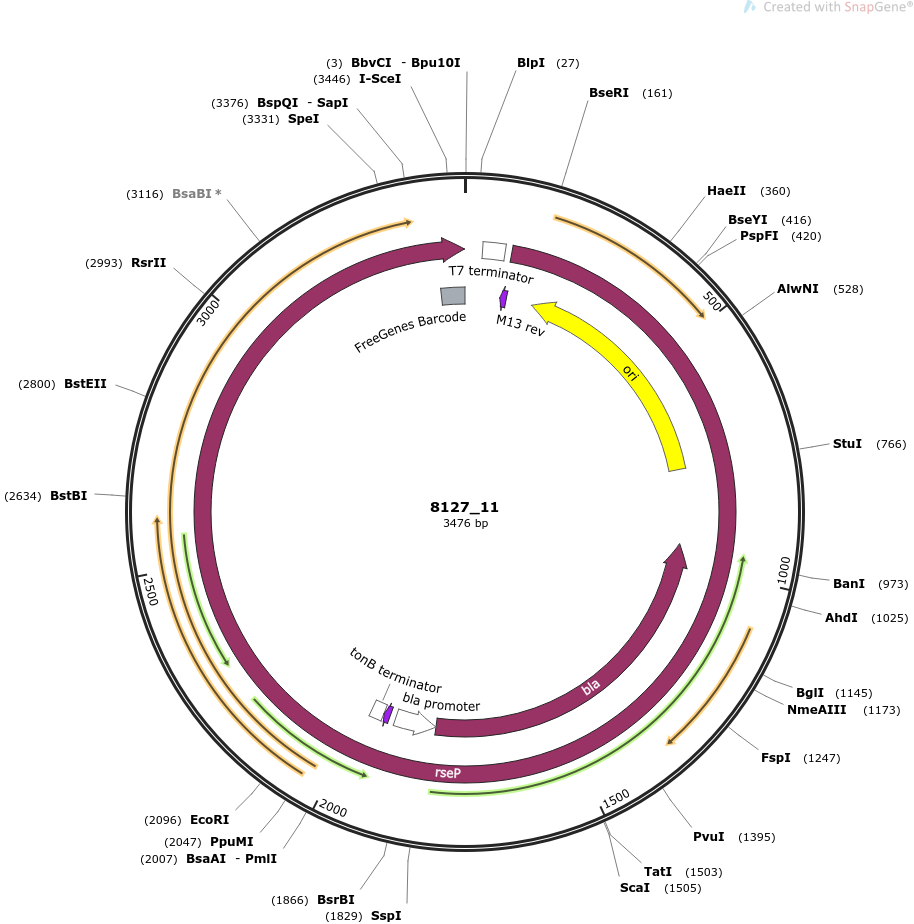 Created with SnapGene®
(3) BbvCI - Bpu10I
(3446) I-SceI
(3376) BspQI - SapI
(3331) SpeI
BlpI (27)
BseRI (161)
(3116) BsaBI *
HaeII (360)
BseYI (416)
PspFI (420)
(2993) RsrII
AlwNI (528)
T7 terminator
FreeGenes Barcode
M13 rev
500
3000
ori
(2800) BstEII
StuI (766)
(2634) BstBI
8127_11
3476 bp
1000
2500
BanI (973)
AhdI (1025)
tonB terminator
bla promoter
bla
BglI (1145)
NmeAIII (1173)
rseP
FspI (1247)
2000
1500
(2096) EcoRI
(2047) PpuMI
(2007) BsaAI - PmlI
PvuI (1395)
TatI (1503)
ScaI (1505)
(1866) BsrBI
(1829) SspI